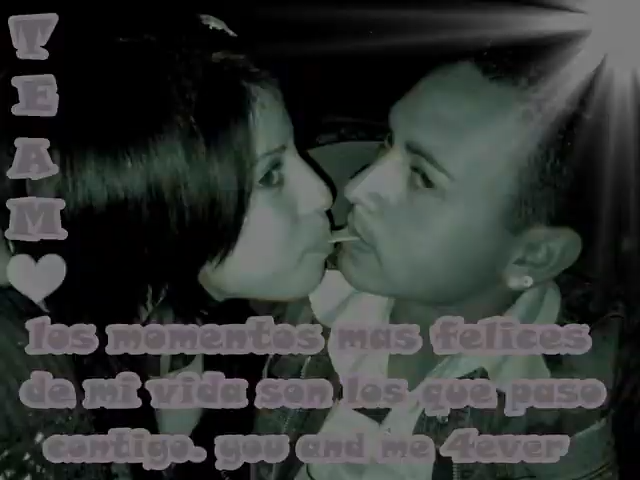 T
E
A
M
los momentos mas felices
de mi vida son los que paso
contigo. you and me 4ever